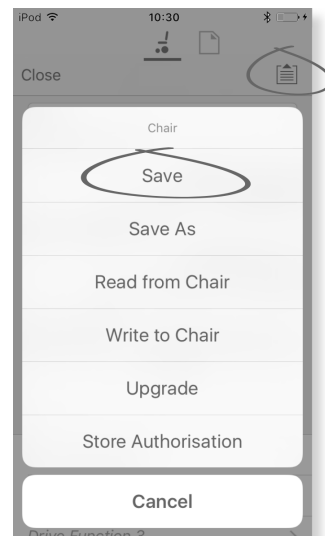 iPod 10:30
Close
Chair
Save
Save As
Read from Chair
Write to Chair
Upgrade
Store Authorisation
Cancel
Drive Function 3